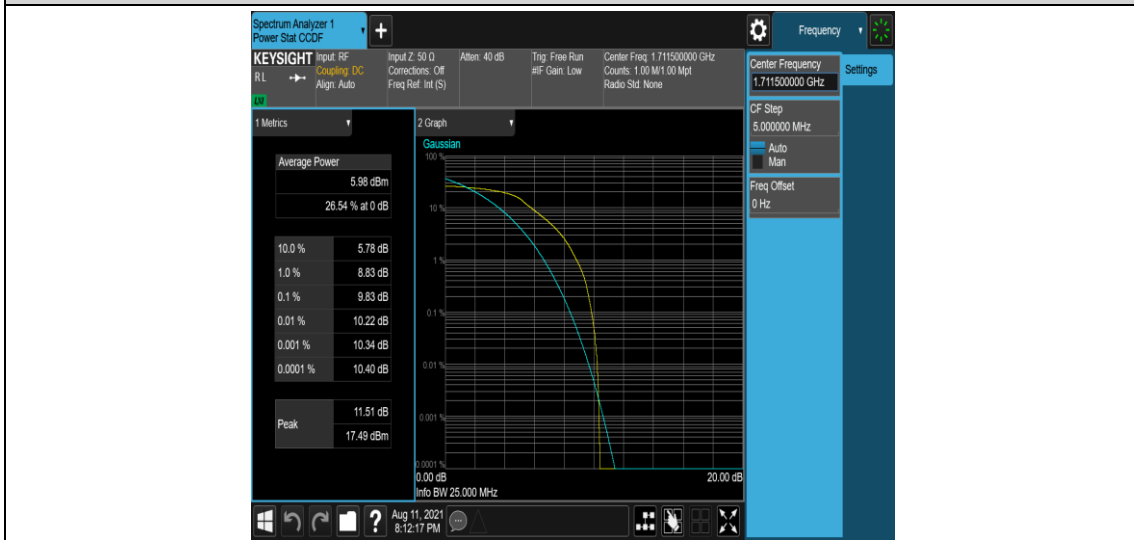 Spectrum Analyzer 1
Power Stat CCDF
+
Frequency
KEYSIGHT
RL
LXI
Input: RF
Coupling: DC
Align: Auto
Input Z: 50 Ω
Corrections: Off
Freq Ref: Int (S)
Atten: 40 dB
Trig: Free Run
#IF Gain: Low
Center Freq: 1.711500000 GHz
Counts: 1.00 M/1.00 Mpt
Radio Std: None
Center Frequency
1.711500000 GHz
Settings
CF Step
5.000000 MHz
Auto
Man
Freq Offset
0 Hz
1 Metrics
Average Power
5.98 dBm
26.54 % at 0 dB
10.0 % 5.78 dB
1.0 % 8.83 dB
0.1 % 9.83 dB
0.01 % 10.22 dB
0.001 % 10.34 dB
0.0001 % 10.40 dB
Peak
11.51 dB
17.49 dBm
2 Graph
Gaussian
100 %
10 %
1 %
0.1 %
0.01 %
0.001 %
0.0001 %
0.00 dB 20.00 dB
Info BW 25.000 MHz
?
Aug 11, 2021
8:12:17 PM